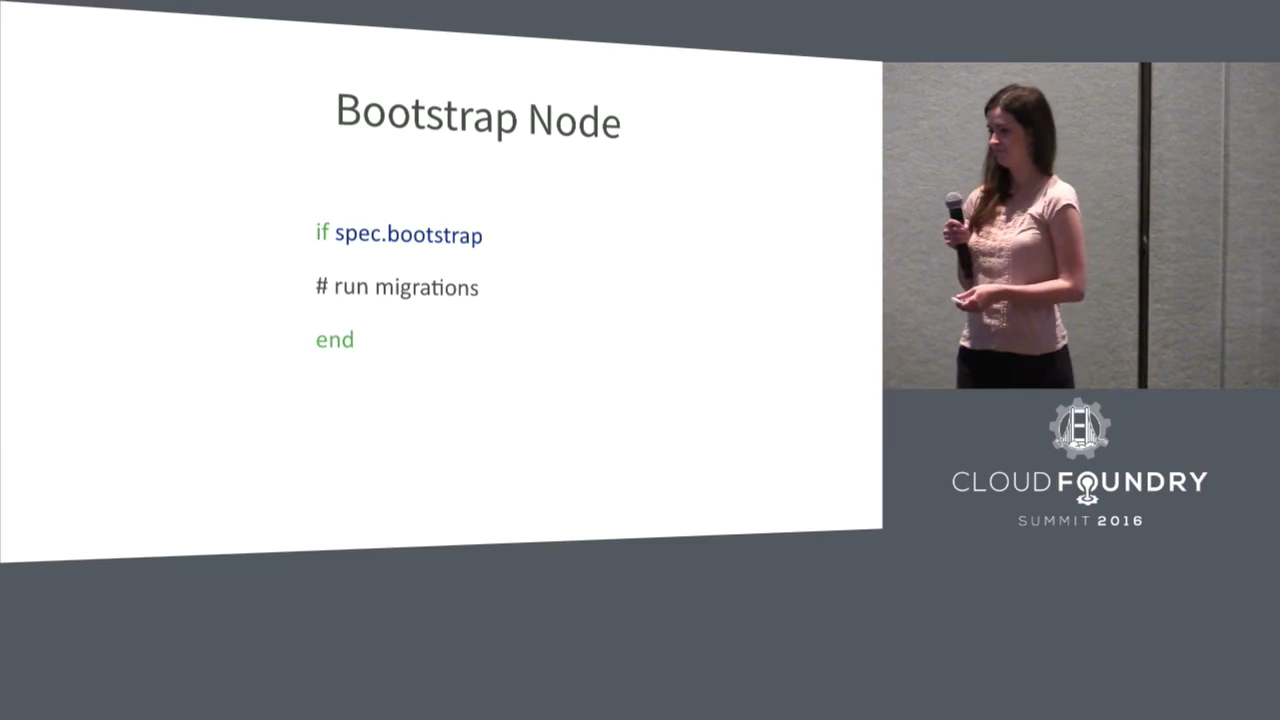 Bootstrap Node
if spec.bootstrap
# run migrations
end
CLOUD FOUNDRY
SUMMIT 2016